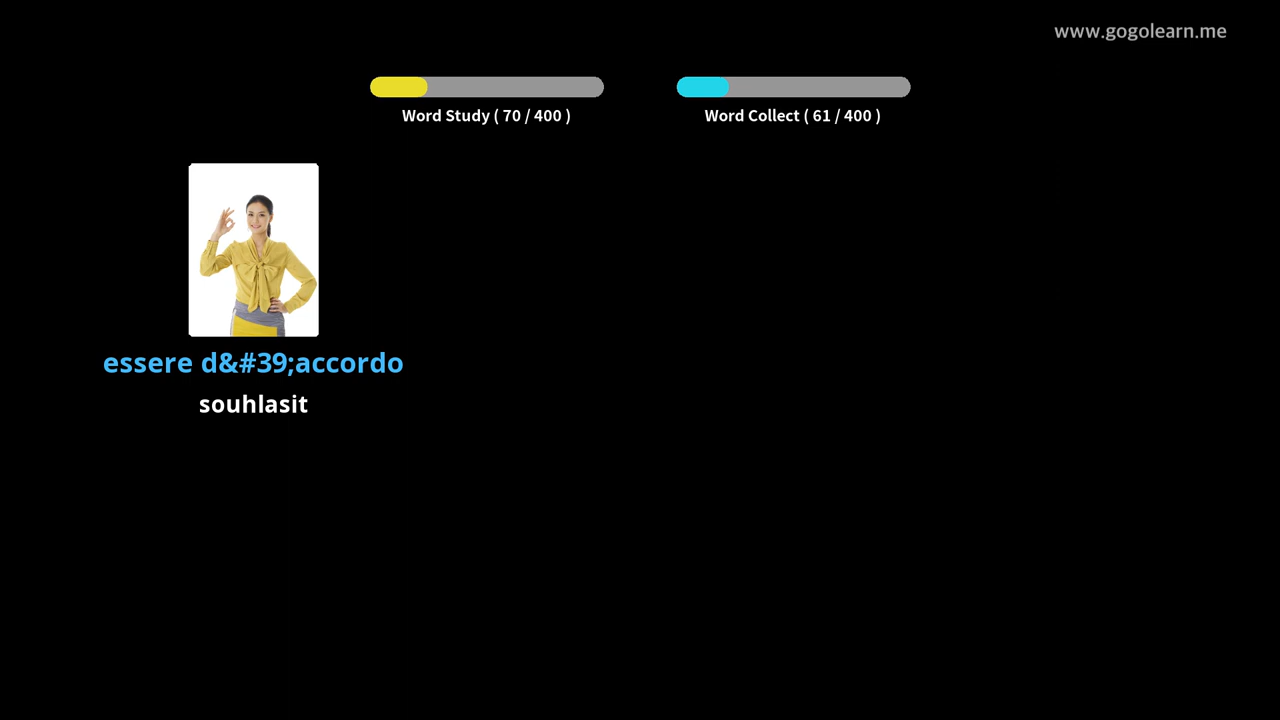 www.gogolearn.me
Word Study ( 70 / 400 )
Word Collect ( 61 / 400 )
essere d&#39;accordo
souhlasit